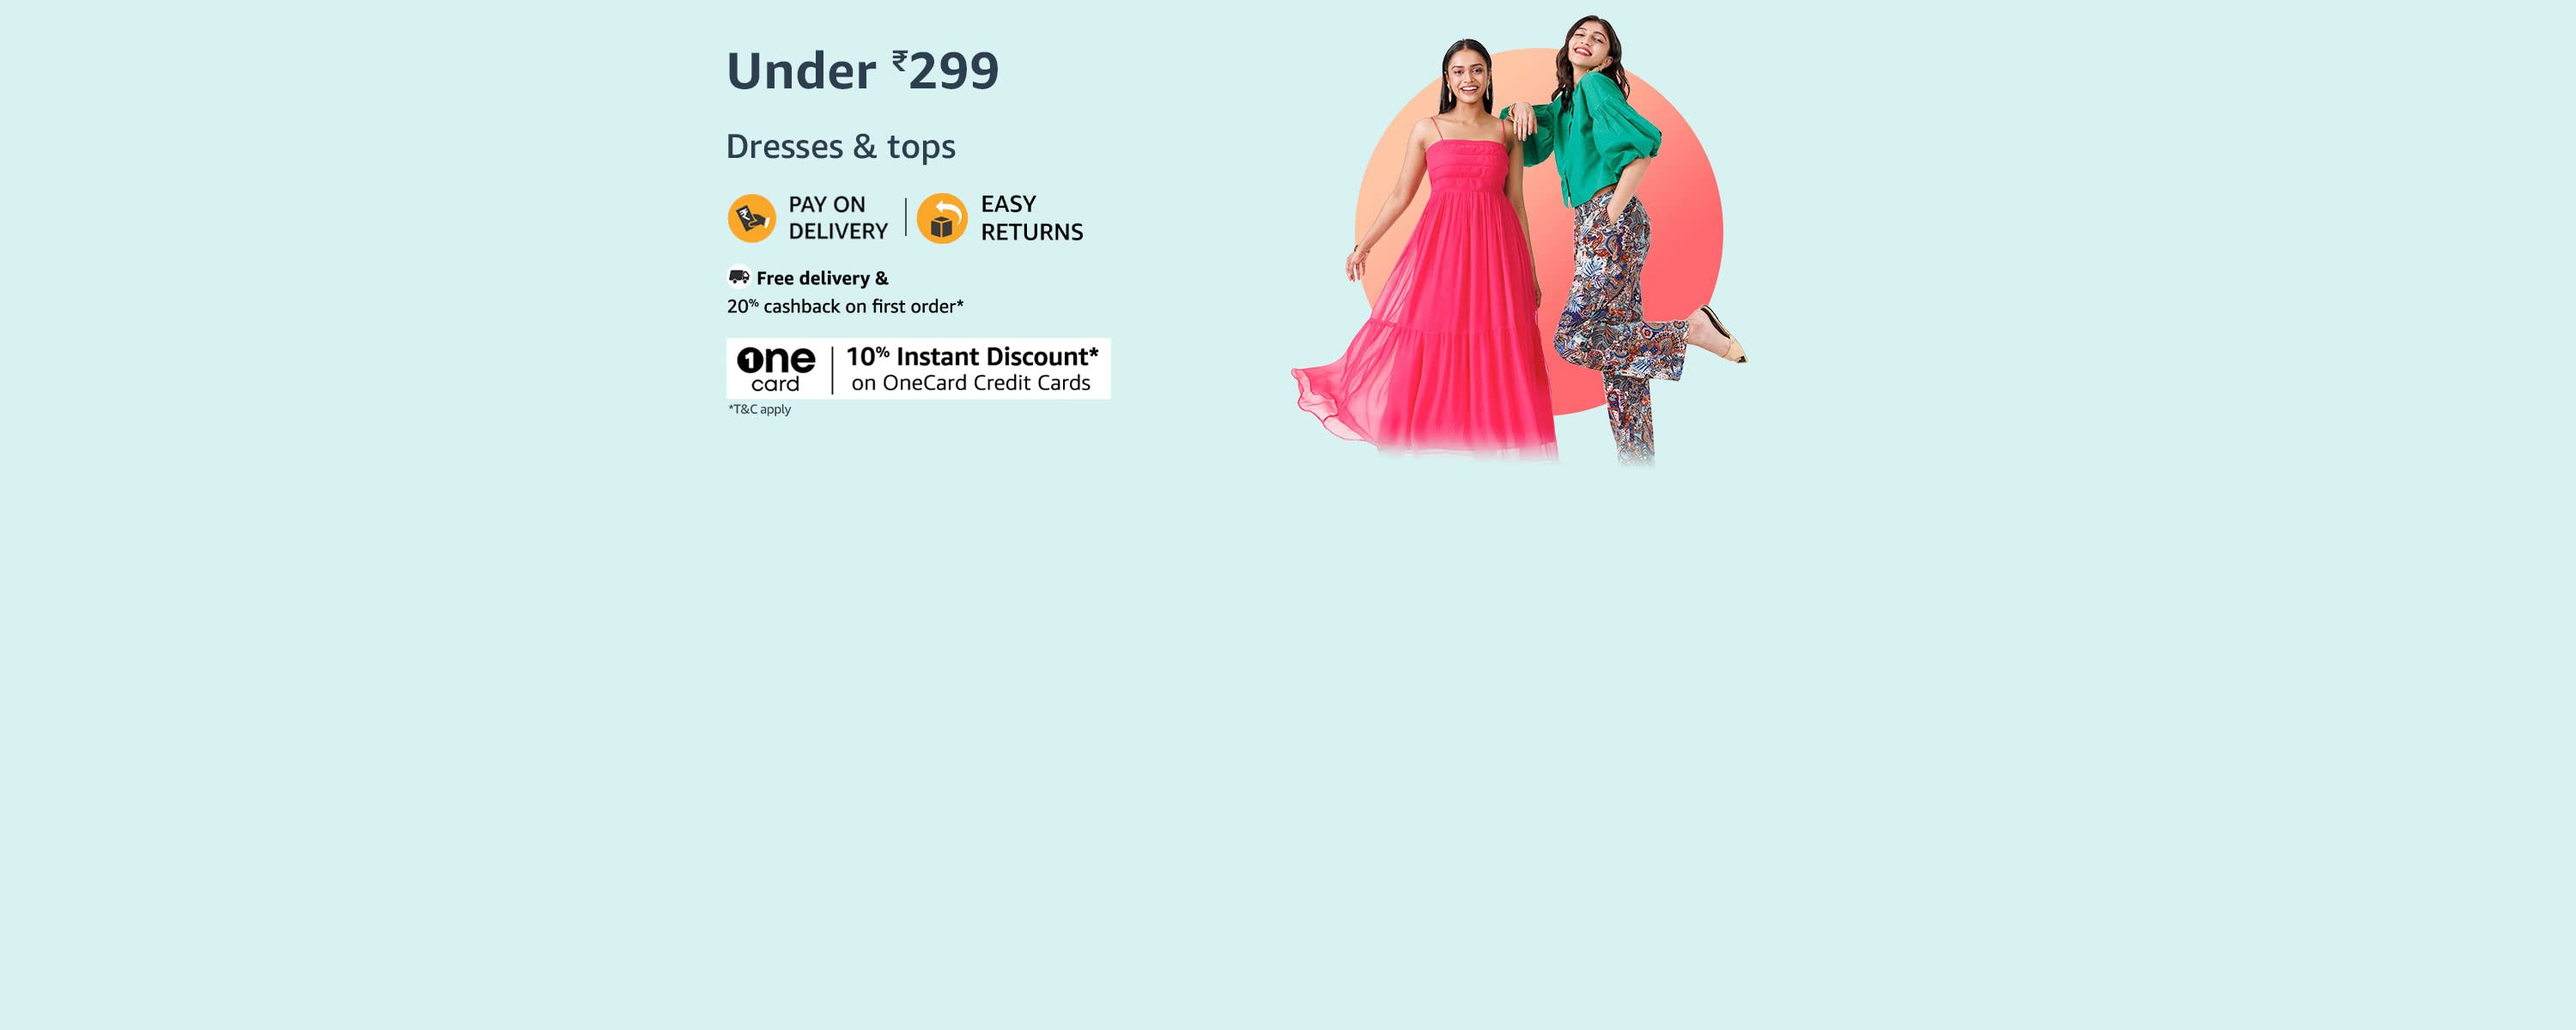 Under ₹299
Dresses & tops
PAY ON
DELIVERY
EASY
RETURNS
Free delivery &
20% cashback on first order*
one
card
10% Instant Discount*
on OneCard Credit Cards
*T&C apply